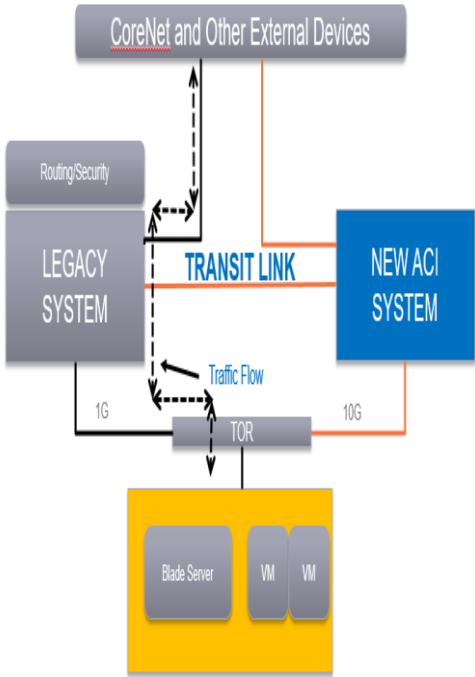 CoreNet and Other External Devices
Routing/Security
LEGACY
SYSTEM
TRANSIT LINK
NEW ACI
SYSTEM
Traffic Flow
1G
TOR
10G
Blade Server
VM
VM